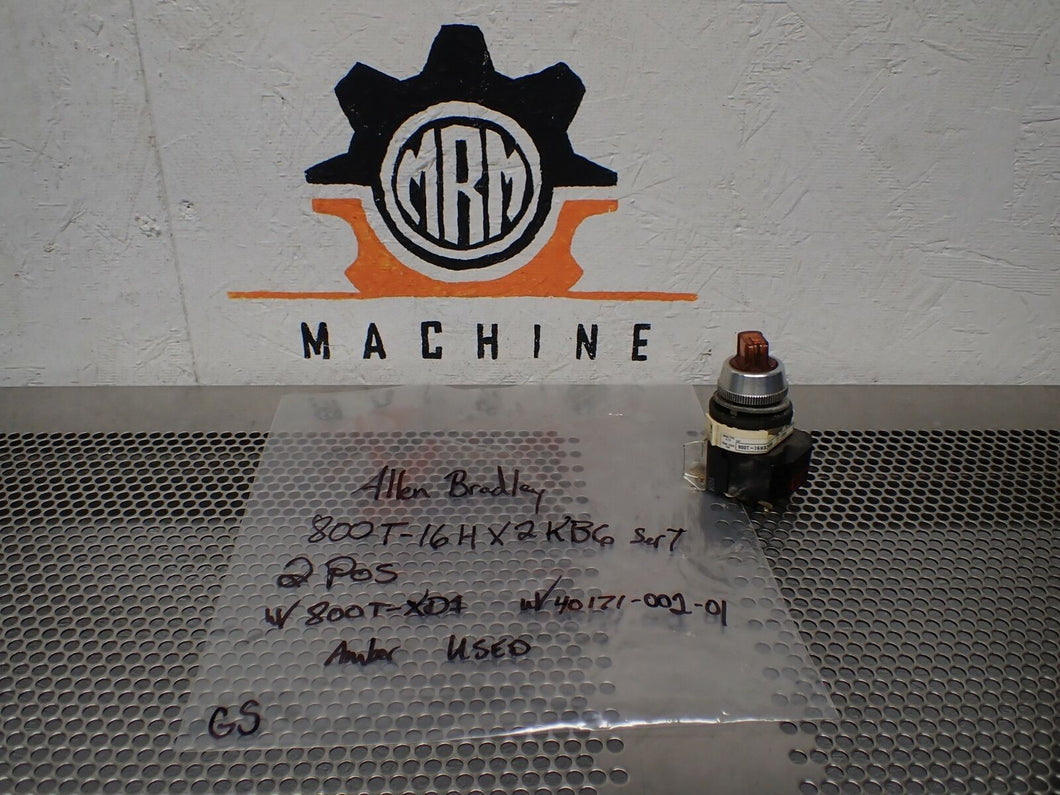 MRM
MACHINE
Allen Bradley
800T-16HX2KB6 Ser T
2 Pos
W/ 800T-XD1 W/ 40171-001-01
Amber USED
GS